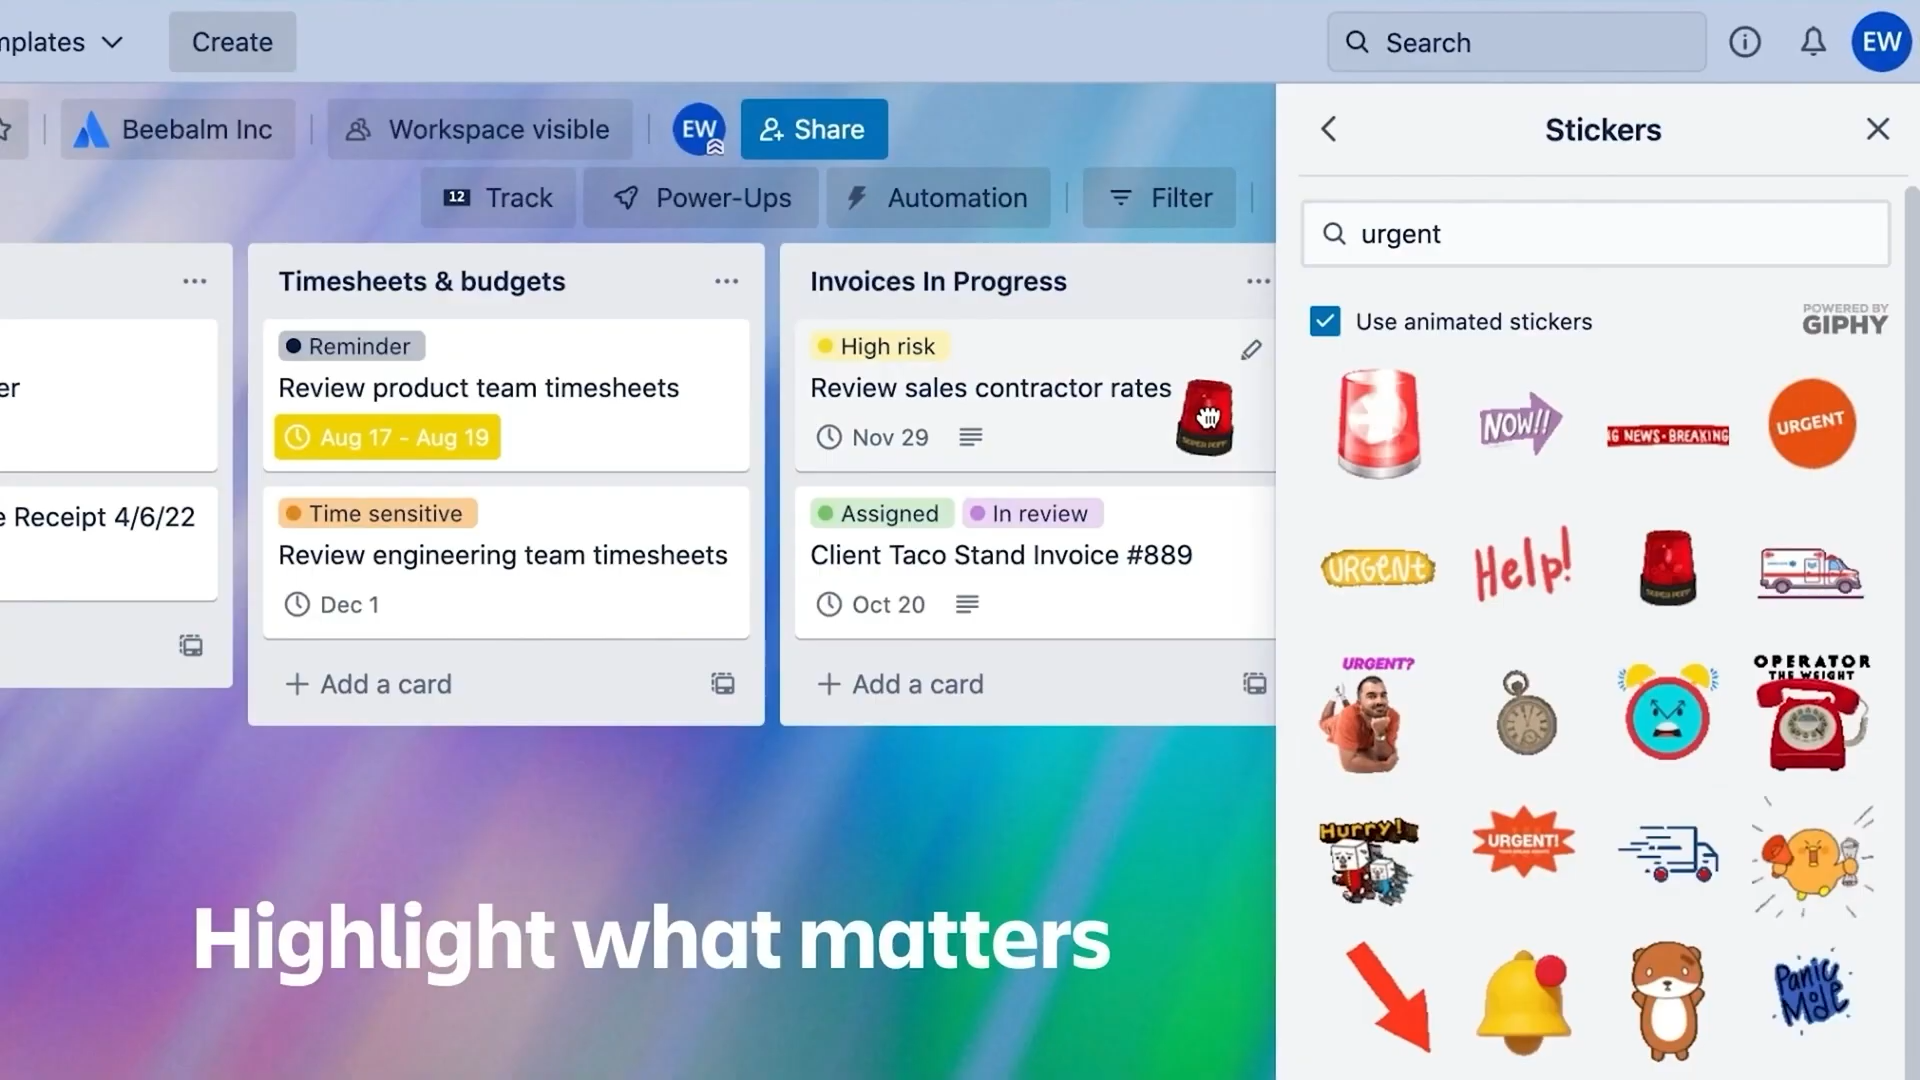 mplates
Create
Search
EW
Beebalm Inc
Workspace visible
EW
Share
12 Track
Power-Ups
Automation
Filter
Stickers
urgent
Use animated stickers
POWERED BY
GIPHY
er
e Receipt 4/6/22
Timesheets & budgets
Reminder
Review product team timesheets
Aug 17 - Aug 19
Time sensitive
Review engineering team timesheets
Dec 1
Add a card
Invoices In Progress
High risk
Review sales contractor rates
Nov 29
Assigned
In review
Client Taco Stand Invoice #889
Oct 20
Add a card
NOW!!
G NEWS•BREAKING
URGENT
URGENT
Help!
URGENT?
OPERATOR
THE WEIGHT
Hurry!
URGENT!
Panic
Mode
Highlight what matters